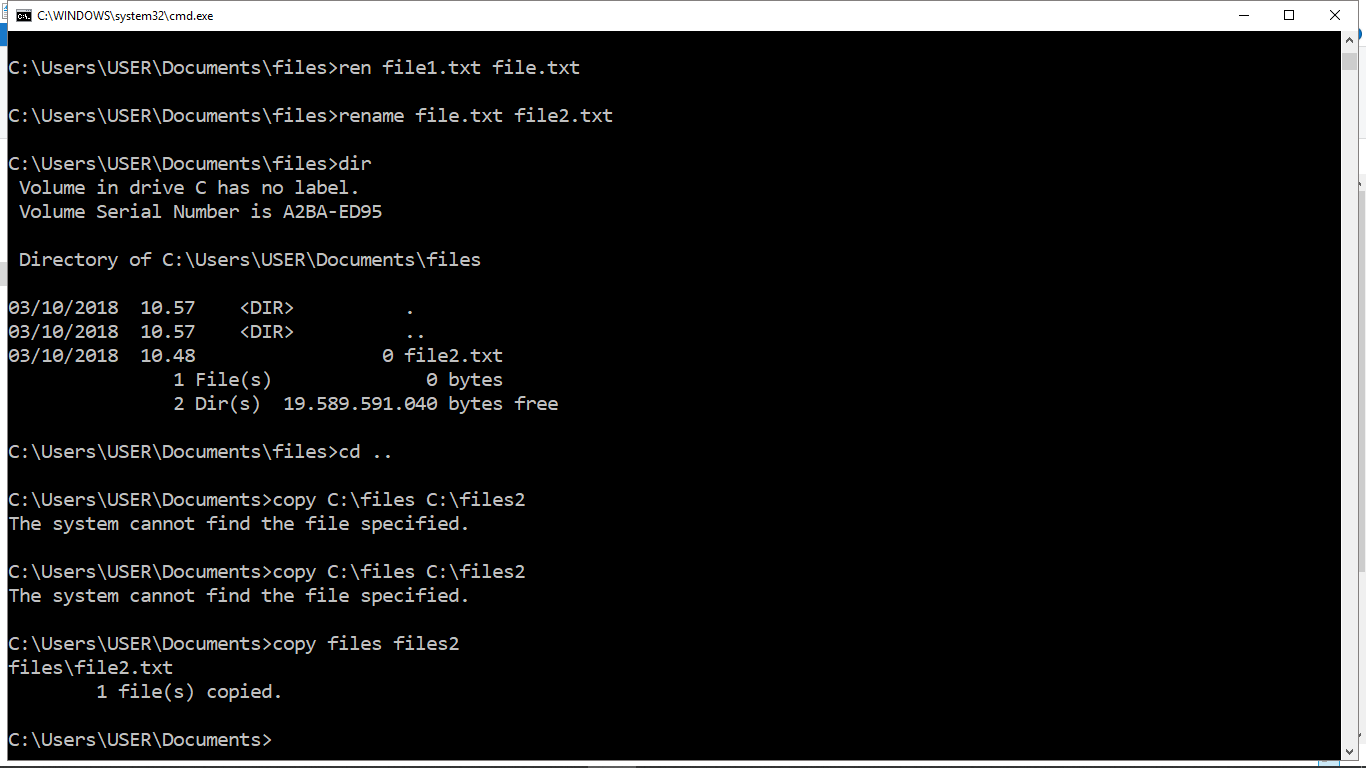 C:\WINDOWS\system32\cmd.exe
C:\Users\USER\Documents\files>ren file1.txt file.txt
C:\Users\USER\Documents\files>rename file.txt file2.txt
C:\Users\USER\Documents\files>dir
Volume in drive C has no label.
Volume Serial Number is A2BA-ED95
Directory of C:\Users\USER\Documents\files
03/10/2018  10.57    <DIR>          .
03/10/2018  10.57    <DIR>          ..
03/10/2018  10.48                 0 file2.txt
1 File(s)              0 bytes
2 Dir(s)  19.589.591.040 bytes free
C:\Users\USER\Documents\files>cd ..
C:\Users\USER\Documents>copy C:\files C:\files2
The system cannot find the file specified.
C:\Users\USER\Documents>copy C:\files C:\files2
The system cannot find the file specified.
C:\Users\USER\Documents>copy files files2
files\file2.txt
1 file(s) copied.
C:\Users\USER\Documents>